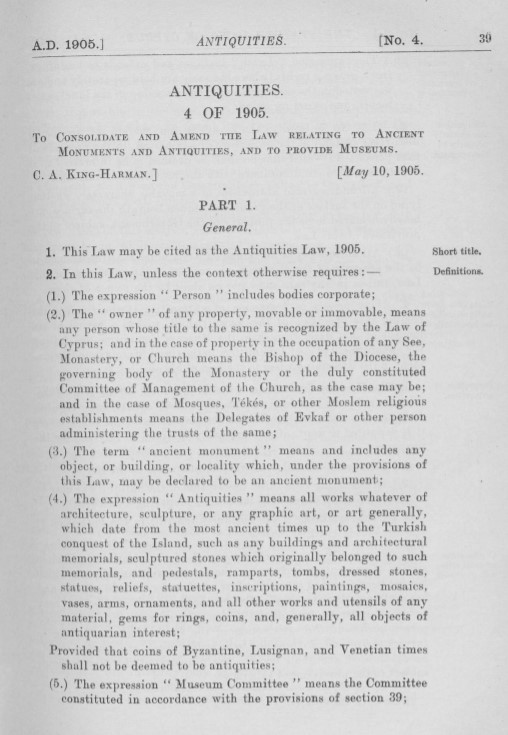 A.D. 1905.] ANTIQUITIES. [No. 4. 39
ANTIQUITIES.
4 OF 1905.
To Consolidate and Amend the Law relating to Ancient
Monuments and Antiquities, and to provide Museums.
C. A. King-Harman.] [May 10, 1905.
PART 1.
General.
1. This Law may be cited as the Antiquities Law, 1905. Short title.
2. In this Law, unless the context otherwise requires:— Definitions.
(1.) The expression " Person " includes bodies corporate;
(2.) The " owner " of any property, movable or immovable, means
any person whose title to the same is recognized by the Law of
Cyprus; and in the case of property in the occupation of any See,
Monastery, or Church means the Bishop of the Diocese, the
governing body of the Monastery or the duly constituted
Committee of Management of the Church, as the case may be;
and in the case of Mosques, Tékés, or other Moslem religious
establishments means the Delegates of Evkaf or other person
administering the trusts of the same;
(3.) The term " ancient monument " means and includes any
object, or building, or locality which, under the provisions of
this Law, may be declared to be an ancient monument;
(4.) The expression " Antiquities " means all works whatever of
architecture, sculpture, or any graphic art, or art generally,
which date from the most ancient times up to the Turkish
conquest of the Island, such as any buildings and architectural
memorials, sculptured stones which originally belonged to such
memorials, and pedestals, ramparts, tombs, dressed stones,
statues, reliefs, statuettes, inscriptions, paintings, mosaics,
vases, arms, ornaments, and all other works and utensils of any
material, gems for rings, coins, and, generally, all objects of
antiquarian interest;
Provided that coins of Byzantine, Lusignan, and Venetian times
shall not be deemed to be antiquities;
(5.) The expression " Museum Committee " means the Committee
constituted in accordance with the provisions of section 39;